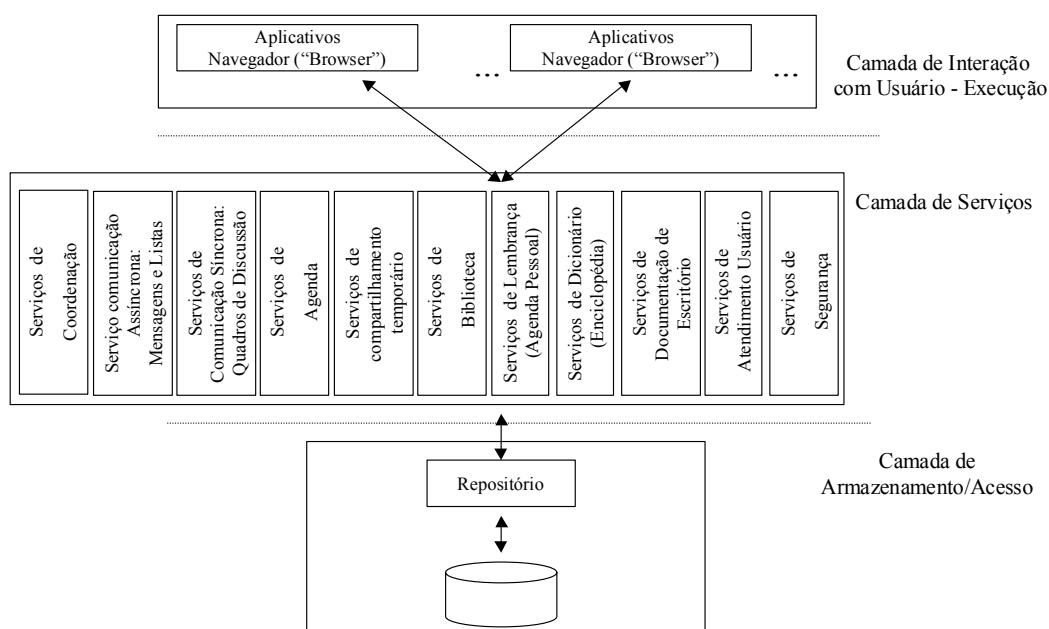 Aplicativos
Navegador (“Browser”)
...
Aplicativos
Navegador (“Browser”)
...
Camada de Interação
com Usuário - Execução
Camada de Serviços
Serviços de
Coordenação
Serviço comunicação
Assíncrona:
Mensagens e Listas
Serviços de
Comunicação Síncrona:
Quadros de Discussão
Serviços de
Agenda
Serviços de
compartilhamento
temporário
Serviços de
Biblioteca
Serviços de Lembrança
(Agenda Pessoal)
Serviços de Dicionário
(Enciclopédia)
Serviços de
Documentação de
Escritório
Serviços de
Atendimento Usuário
Serviços de
Segurança
Camada de
Armazenamento/Acesso
Repositório